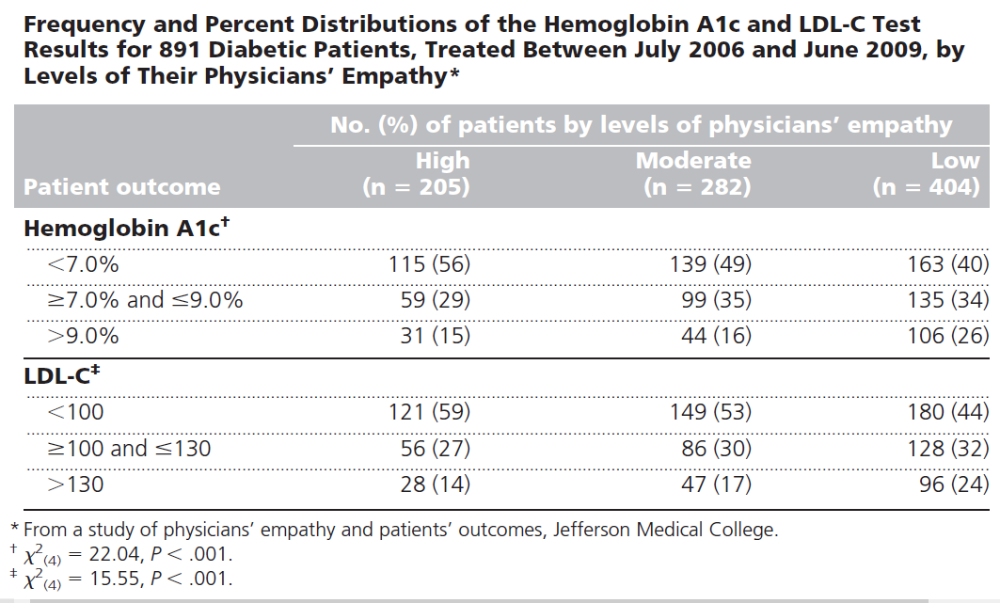 Frequency and Percent Distributions of the Hemoglobin A1c and LDL-C Test
Results for 891 Diabetic Patients, Treated Between July 2006 and June 2009, by
Levels of Their Physicians’ Empathy*
No. (%) of patients by levels of physicians’ empathy
High Moderate Low
Patient outcome (n = 205) (n = 282) (n = 404)
Hemoglobin A1c†
<7.0% 115 (56) 139 (49) 163 (40)
≥7.0% and ≤9.0% 59 (29) 99 (35) 135 (34)
>9.0% 31 (15) 44 (16) 106 (26)
LDL-C‡
<100 121 (59) 149 (53) 180 (44)
≥100 and ≤130 56 (27) 86 (30) 128 (32)
>130 28 (14) 47 (17) 96 (24)
* From a study of physicians’ empathy and patients’ outcomes, Jefferson Medical College.
† χ²(4) = 22.04, P < .001.
‡ χ²(4) = 15.55, P < .001.